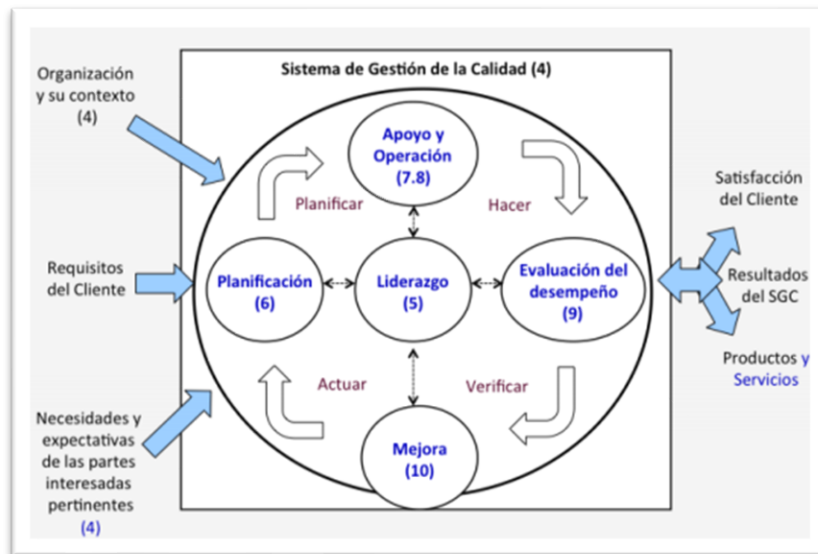 Sistema de Gestión de la Calidad (4)
Organización
y su contexto
(4)
Requisitos
del Cliente
Necesidades y
expectativas
de las partes
interesadas
pertinentes
(4)
Apoyo y
Operación
(7.8)
Planificar
Hacer
Planificación
(6)
Liderazgo
(5)
Evaluación del
desempeño
(9)
Actuar
Verificar
Mejora
(10)
Satisfacción
del Cliente
Resultados
del SGC
Productos y
Servicios